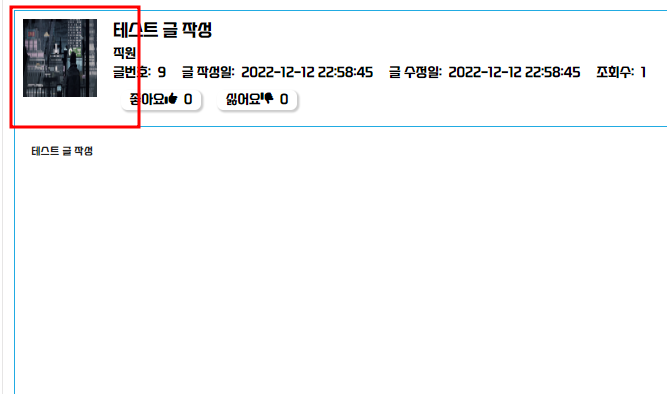 테스트 글 작성
직원
글번호: 9 글 작성일: 2022-12-12 22:58:45 글 수정일: 2022-12-12 22:58:45 조회수: 1
좋아요 0 싫어요 0
테스트 글 작성